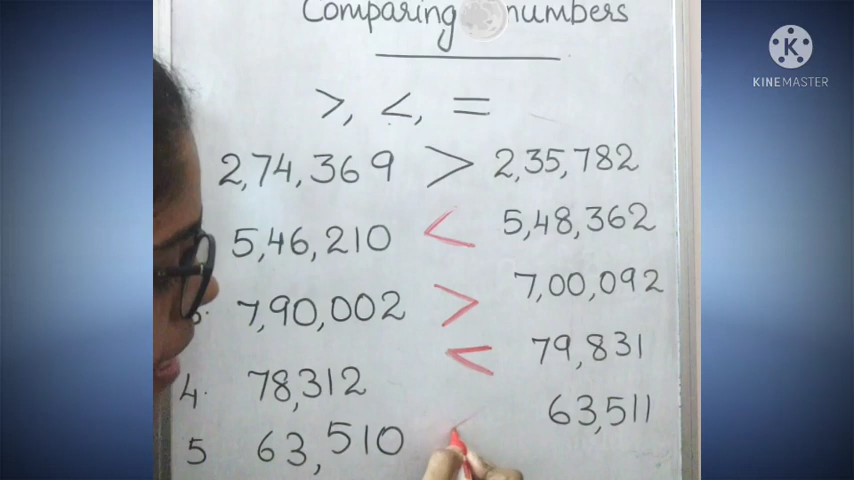 Comparing numbers
>, <, =
2,74,369 > 2,35,782
5,46,210 < 5,48,362
3. 7,90,002 > 7,00,092
4. 78,312 < 79,831
5 63,510 63,511
K
KINEMASTER